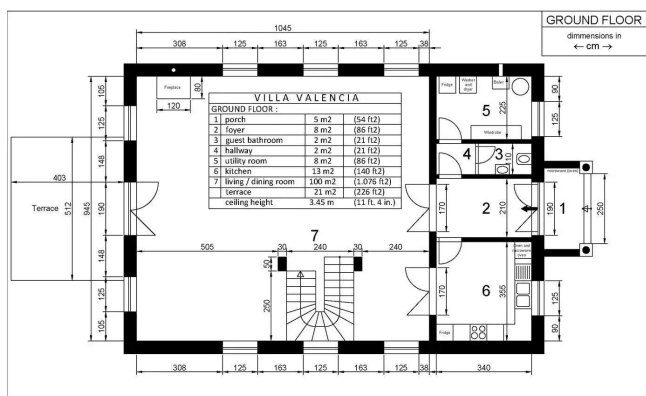 GROUND FLOOR
dimmensions in
← cm →
1045
308 125 163 125 163 125 38
Fireplace
80
120
VILLA VALENCIA
GROUND FLOOR :
1 porch 5 m2 (54 ft2)
2 foyer 8 m2 (86 ft2)
3 guest bathroom 2 m2 (21 ft2)
4 hallway 2 m2 (21 ft2)
5 utility room 8 m2 (86 ft2)
6 kitchen 13 m2 (140 ft2)
7 living / dining room 100 m2 (1.076 ft2)
terrace 21 m2 (226 ft2)
ceiling height 3.45 m (11 ft. 4 in.)
Fridge
Washer and dryer
Boiler
5
225
Wardrobe
90
125
4
3
110
105
125
148
190
148
125
105
945
403
Terrace
512
170
2
210
190
1
250
505 30 240 30 240
7
50
250
170
6
355
Oven and microwave oven
Fridge
125
90
308 125 163 125 163 125 38 340